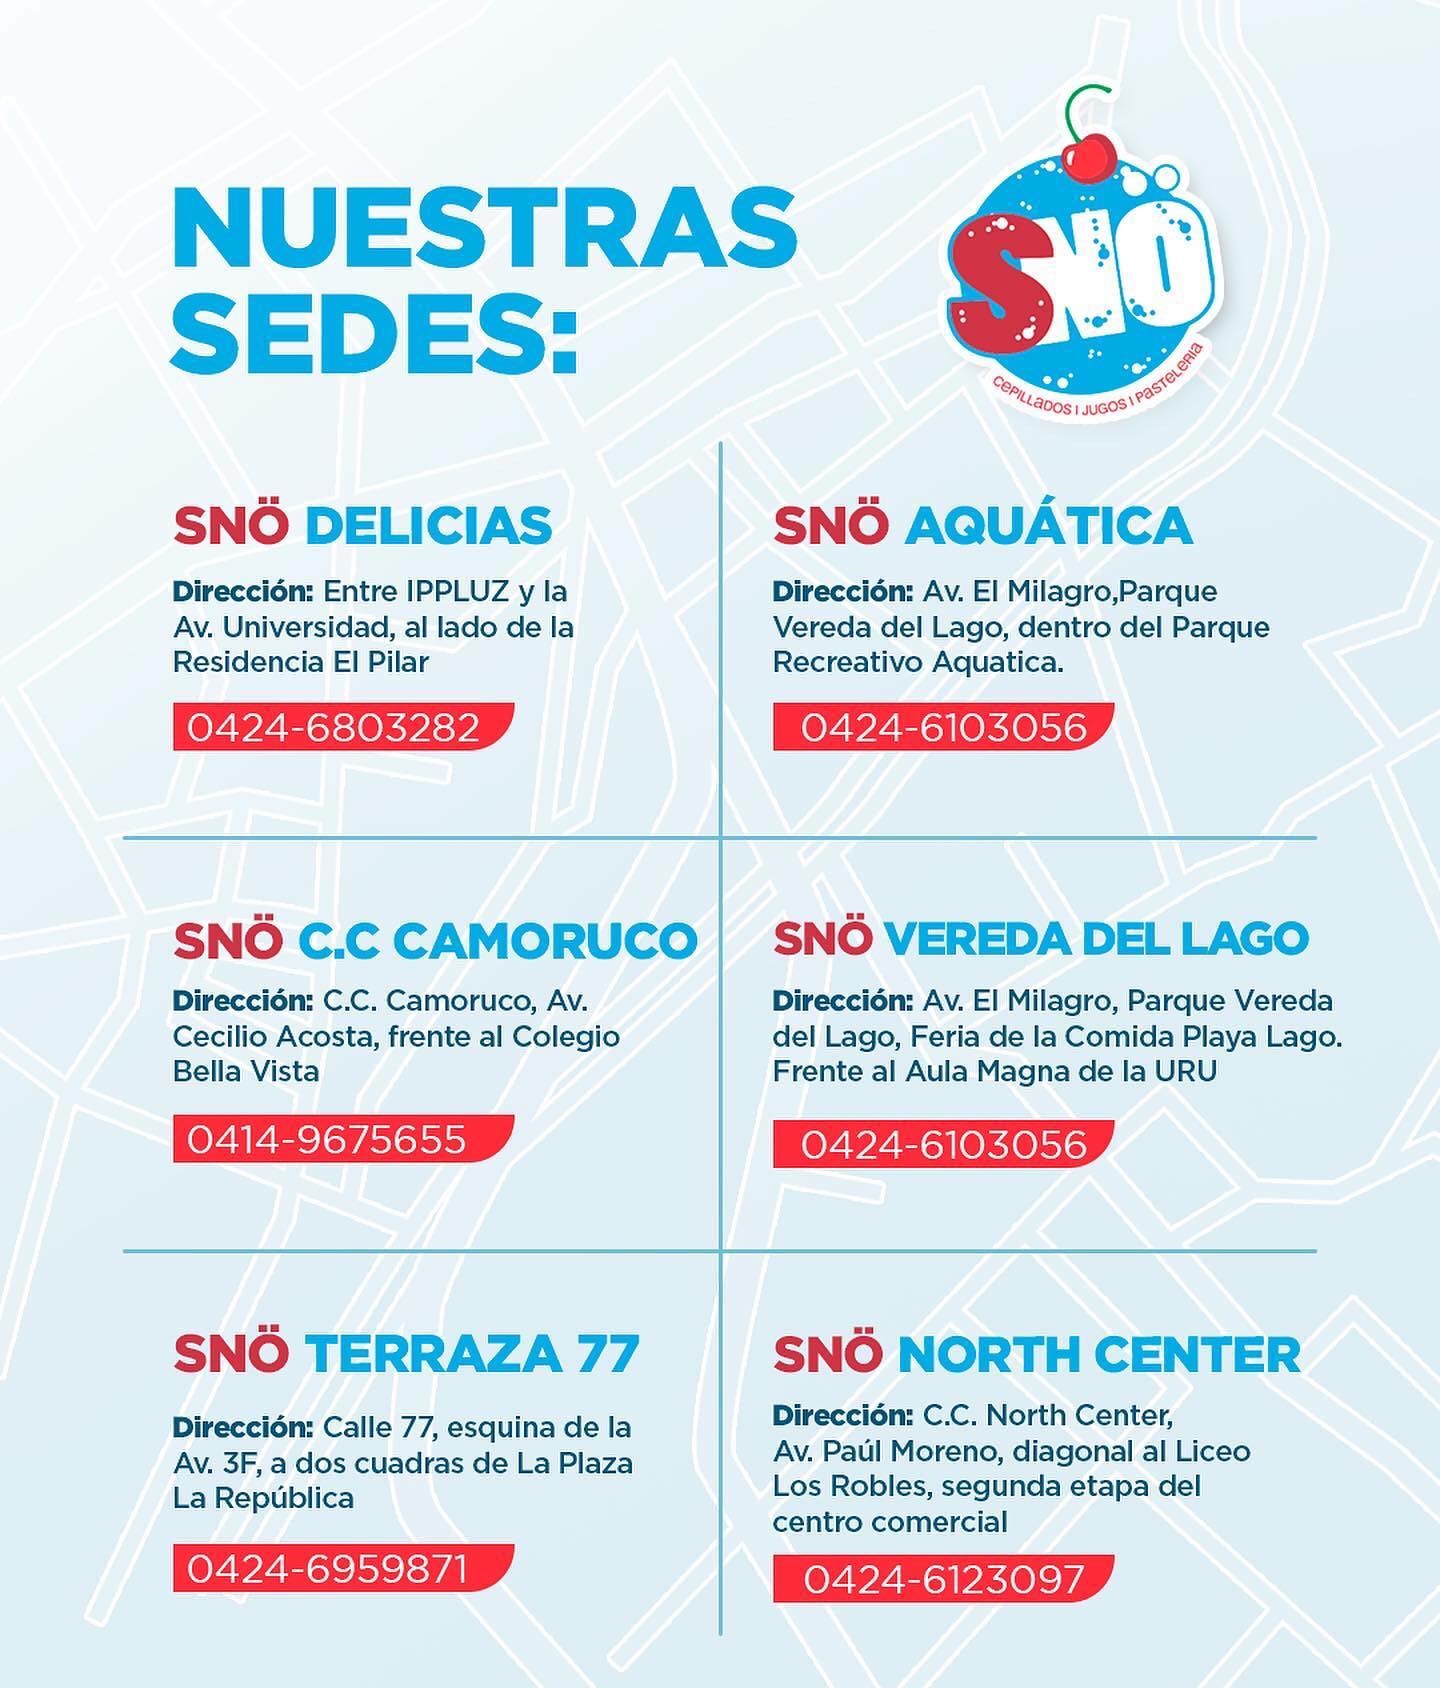 NUESTRAS
SEDES:
SNÖ
CEPILLADOS | JUGOS | PASTELERIA
SNÖ DELICIAS
Dirección: Entre IPPLUZ y la
Av. Universidad, al lado de la
Residencia El Pilar
0424-6803282
SNÖ AQUÁTICA
Dirección: Av. El Milagro,Parque
Vereda del Lago, dentro del Parque
Recreativo Aquatica.
0424-6103056
SNÖ C.C CAMORUCO
Dirección: C.C. Camoruco, Av.
Cecilio Acosta, frente al Colegio
Bella Vista
0414-9675655
SNÖ VEREDA DEL LAGO
Dirección: Av. El Milagro, Parque Vereda
del Lago, Feria de la Comida Playa Lago.
Frente al Aula Magna de la URU
0424-6103056
SNÖ TERRAZA 77
Dirección: Calle 77, esquina de la
Av. 3F, a dos cuadras de La Plaza
La República
0424-6959871
SNÖ NORTH CENTER
Dirección: C.C. North Center,
Av. Paúl Moreno, diagonal al Liceo
Los Robles, segunda etapa del
centro comercial
0424-6123097